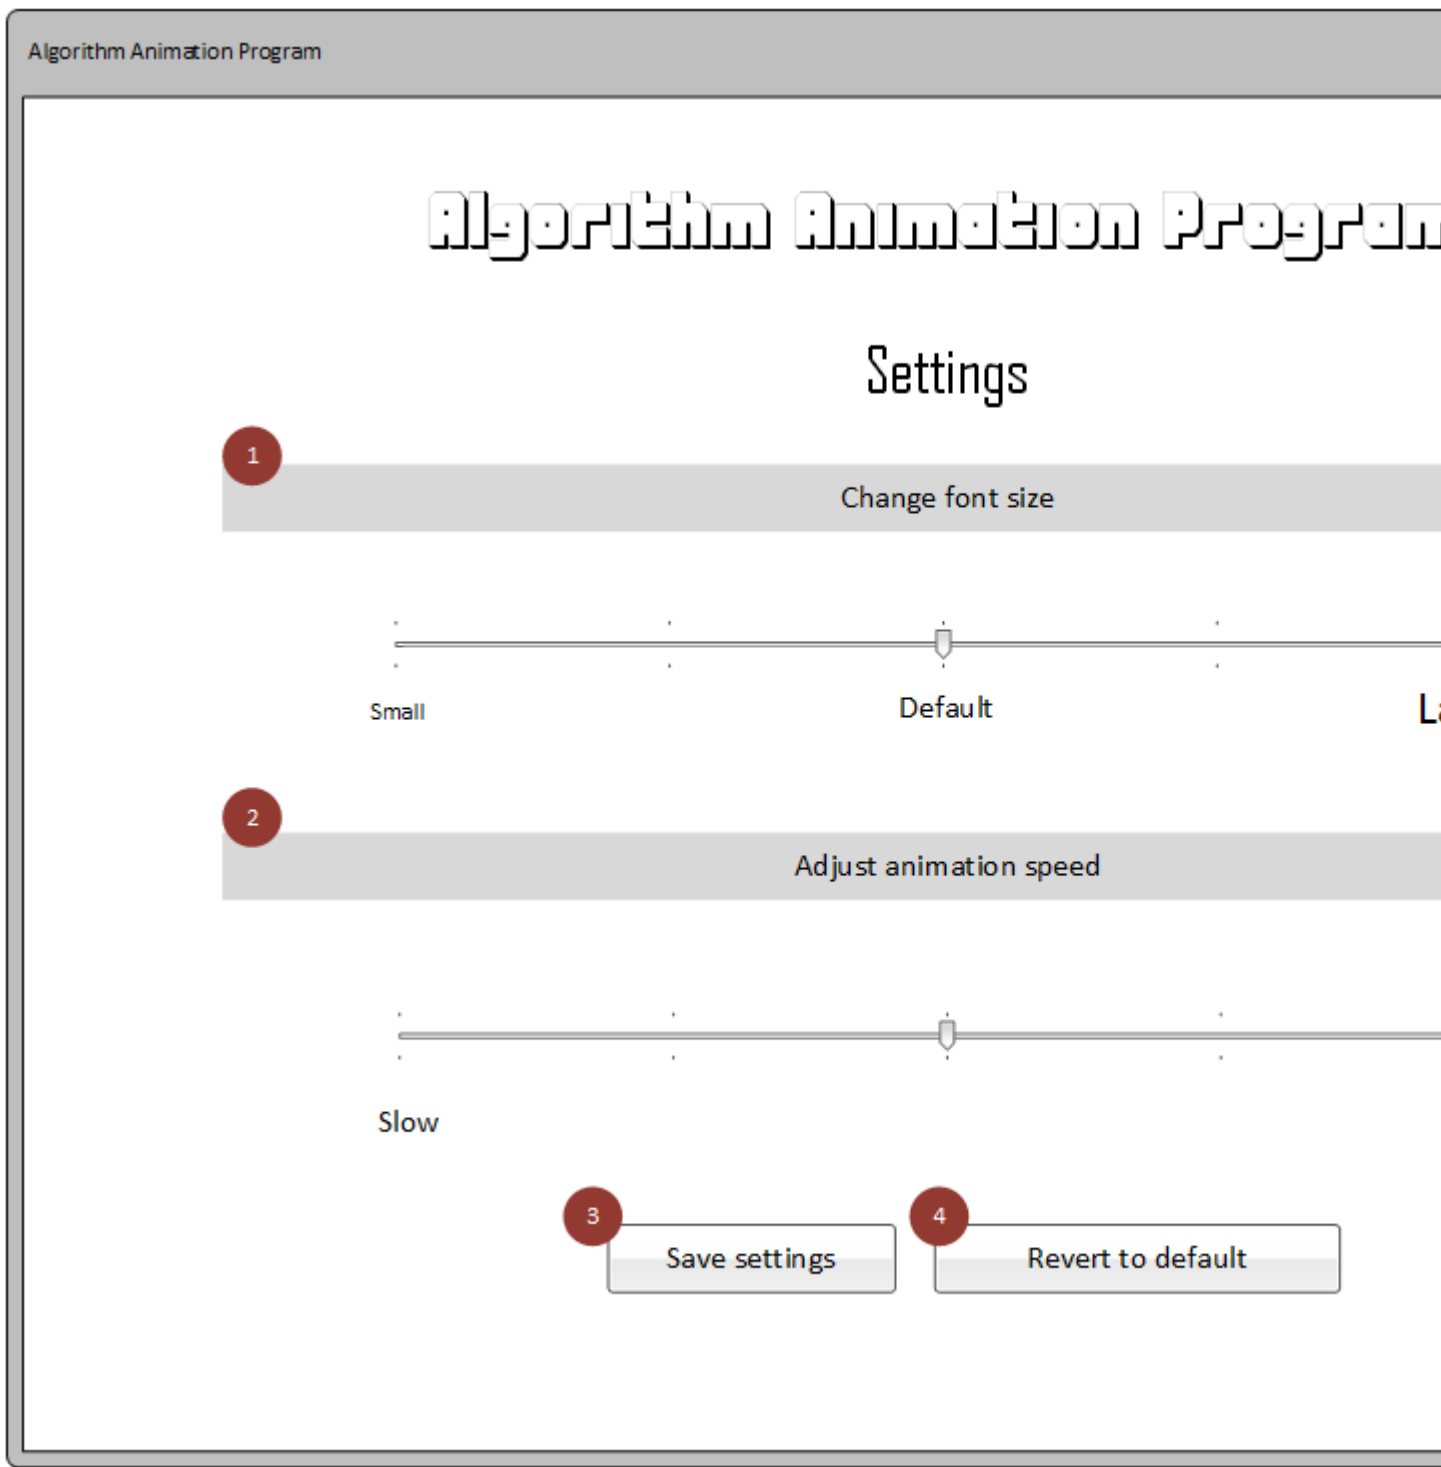 Algorithm Animation Program
Algorithm Animation Program
Settings
1
Change font size
Small Default
2
Adjust animation speed
Slow
3 4
Save settings Revert to default